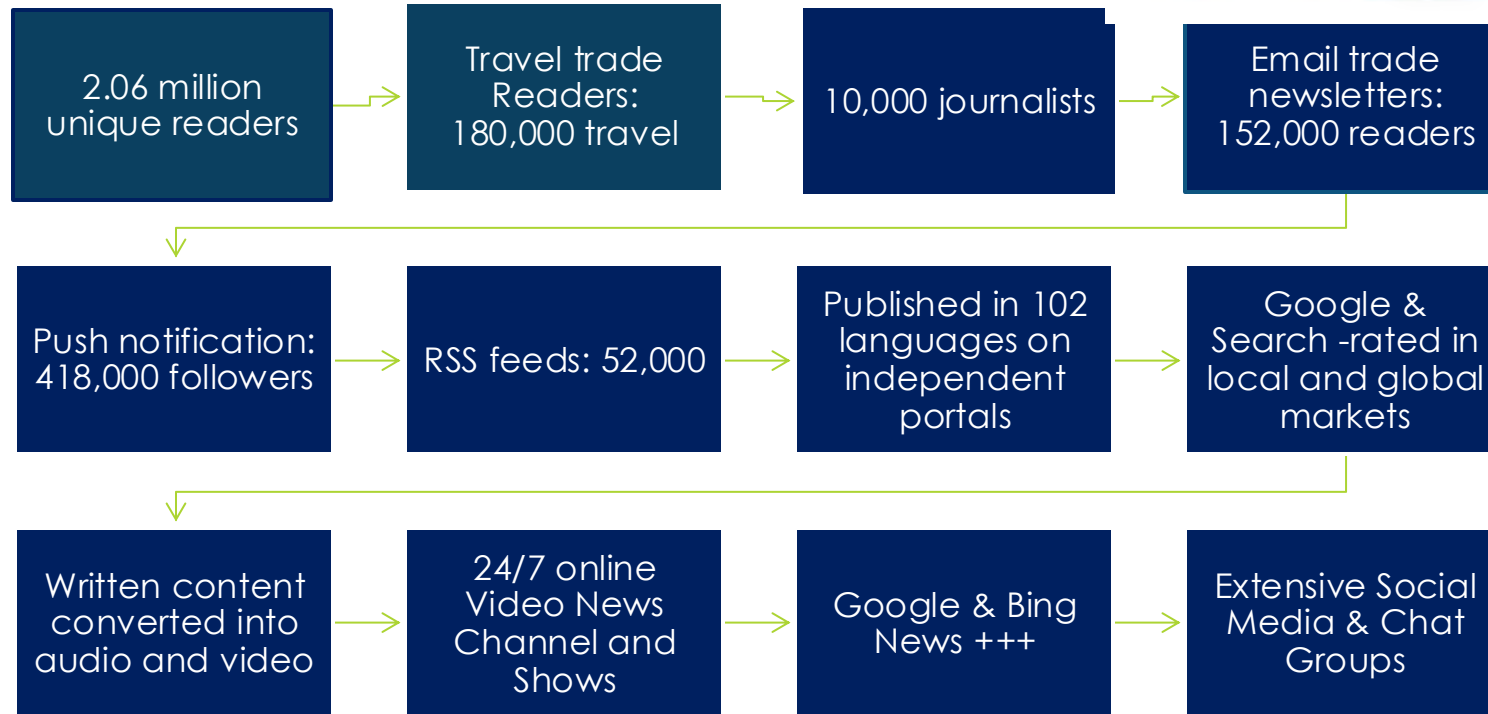 2.06 million
unique readers
Travel trade
Readers:
180,000 travel
10,000 journalists
Email trade
newsletters:
152,000 readers
Push notification:
418,000 followers
RSS feeds: 52,000
Published in 102
languages on
independent
portals
Google &
Search -rated in
local and global
markets
Written content
converted into
audio and video
24/7 online
Video News
Channel and
Shows
Google & Bing
News +++
Extensive Social
Media & Chat
Groups